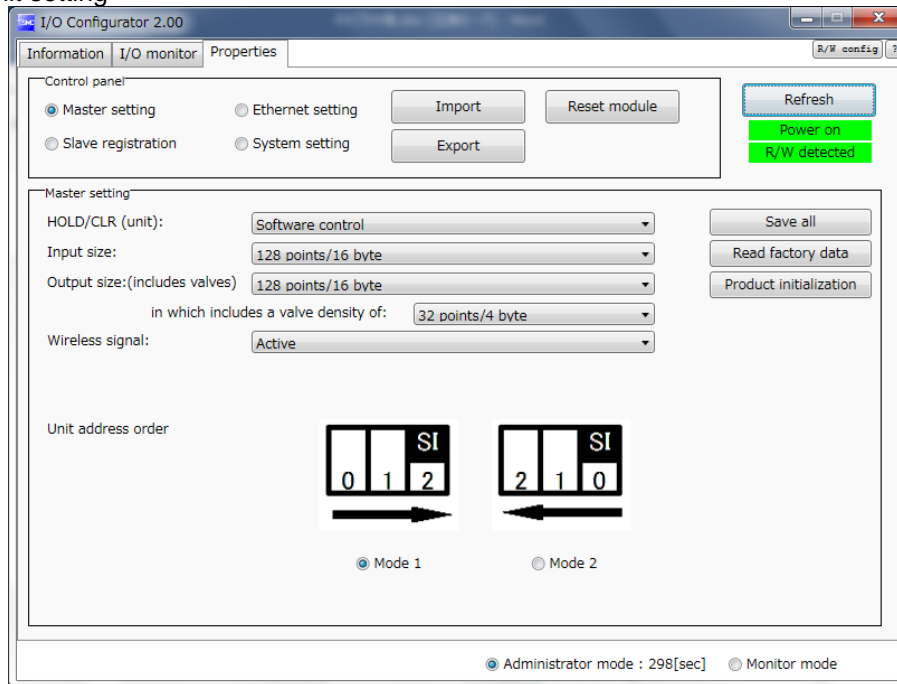 it setting
I/O Configurator 2.00
Information I/O monitor Properties R/W config ?
Control panel
Master setting Ethernet setting Import Reset module Refresh
Power on
Slave registration System setting Export
R/W detected
Master setting
HOLD/CLR (unit): Software control Save all
Input size: 128 points/16 byte Read factory data
Output size:(includes valves) 128 points/16 byte Product initialization
in which includes a valve density of: 32 points/4 byte
Wireless signal: Active
Unit address order
SI SI
0 1 2 2 1 0
Mode 1 Mode 2
Administrator mode : 298[sec] Monitor mode